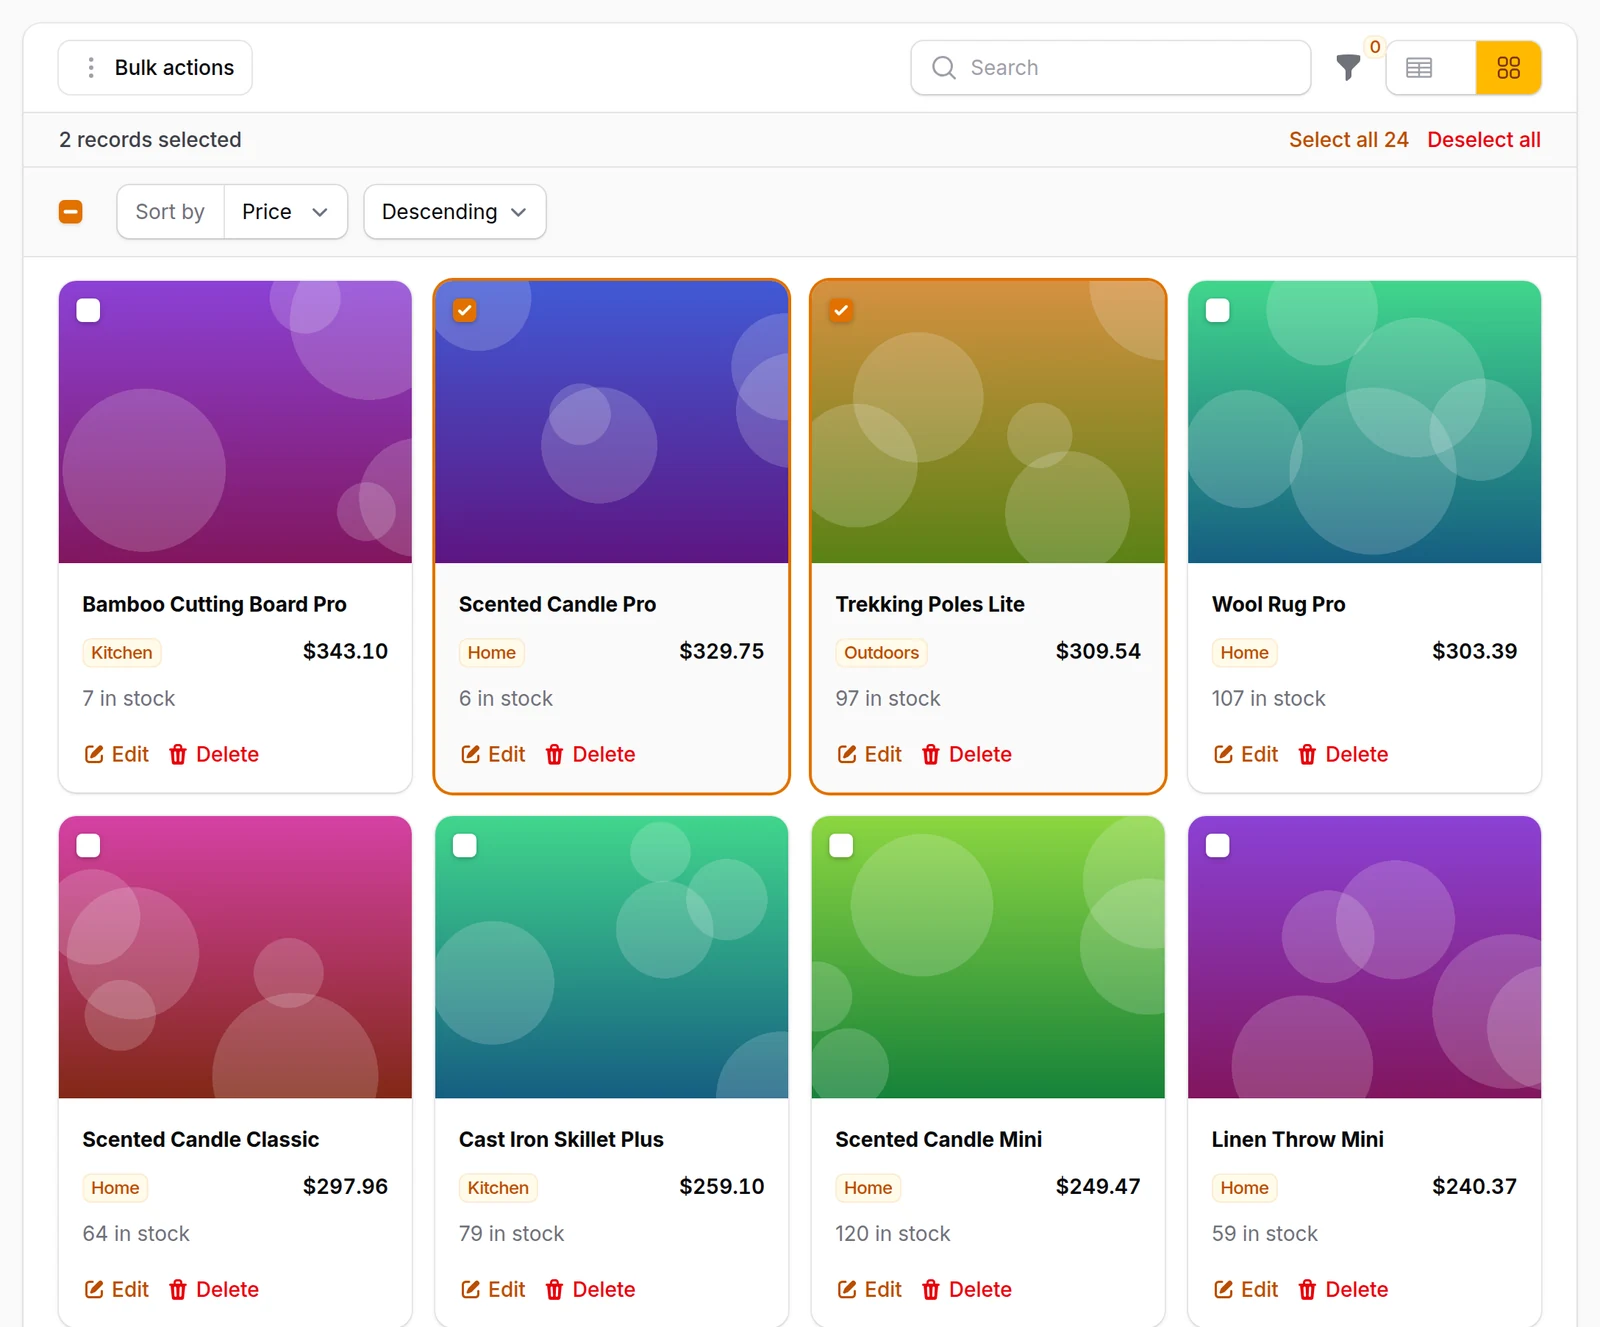 Bulk actions
Search
0
2 records selected
Select all 24 Deselect all
Sort by Price Descending
Bamboo Cutting Board Pro
Kitchen $343.10
7 in stock
Edit Delete
Scented Candle Pro
Home $329.75
6 in stock
Edit Delete
Trekking Poles Lite
Outdoors $309.54
97 in stock
Edit Delete
Wool Rug Pro
Home $303.39
107 in stock
Edit Delete
Scented Candle Classic
Home $297.96
64 in stock
Edit Delete
Cast Iron Skillet Plus
Kitchen $259.10
79 in stock
Edit Delete
Scented Candle Mini
Home $249.47
120 in stock
Edit Delete
Linen Throw Mini
Home $240.37
59 in stock
Edit Delete